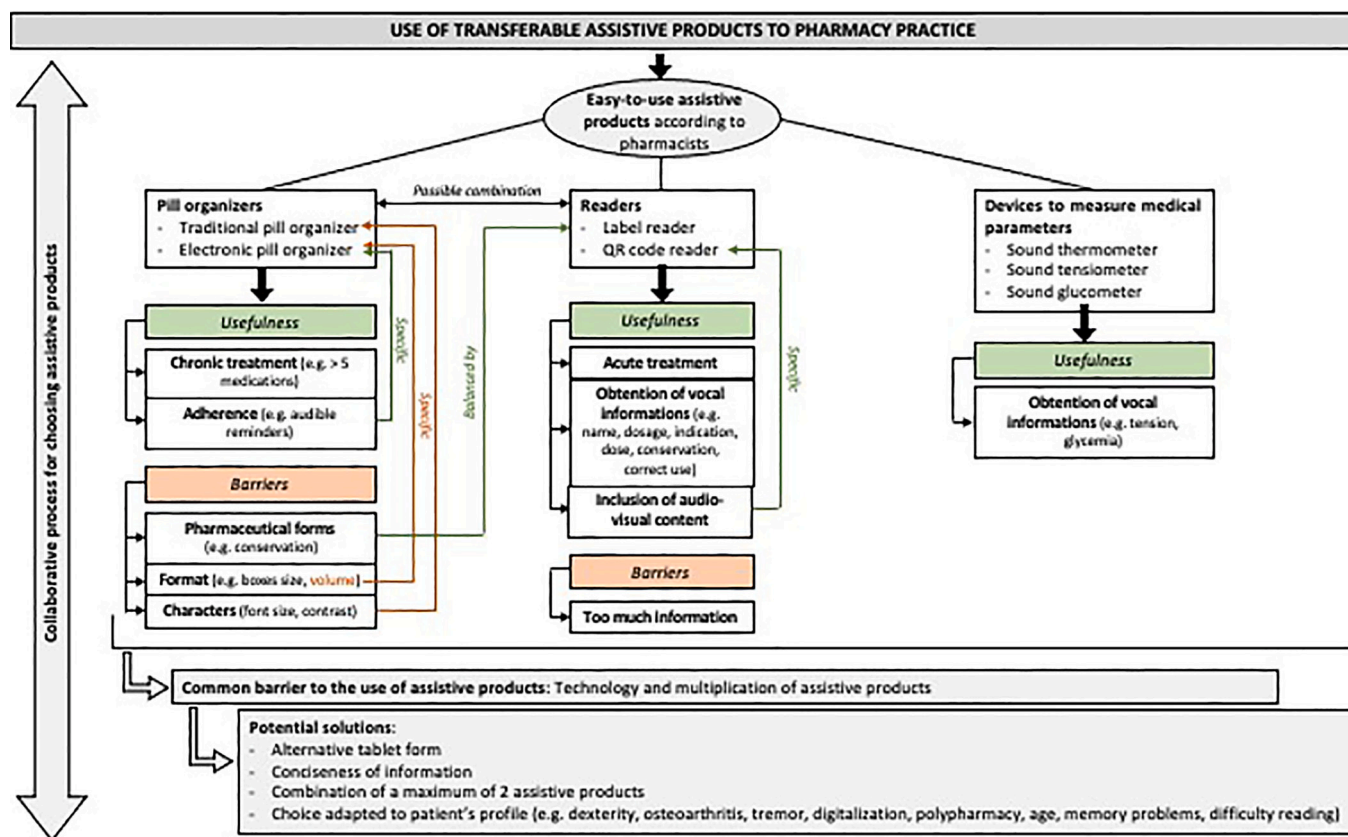 USE OF TRANSFERABLE ASSISTIVE PRODUCTS TO PHARMACY PRACTICE
Collaborative process for choosing assistive products
Easy-to-use assistive
products according to
pharmacists
Possible combination
Pill organizers
- Traditional pill organizer
- Electronic pill organizer
Usefulness
Chronic treatment (e.g. > 5
medications)
Adherence (e.g. audible
reminders)
Barriers
Pharmaceutical forms
(e.g. conservation)
Format (e.g. boxes size, volume)
Characters (font size, contrast)
Specific
Specific
Balanced by
Readers
- Label reader
- QR code reader
Usefulness
Acute treatment
Obtention of vocal
informations (e.g.
name, dosage, indication,
dose, conservation,
correct use)
Inclusion of audio-
visual content
Barriers
Too much information
Specific
Devices to measure medical
parameters
- Sound thermometer
- Sound tensiometer
- Sound glucometer
Usefulness
Obtention of vocal
informations (e.g. tension,
glycemia)
Common barrier to the use of assistive products: Technology and multiplication of assistive products
Potential solutions:
- Alternative tablet form
- Conciseness of information
- Combination of a maximum of 2 assistive products
- Choice adapted to patient's profile (e.g. dexterity, osteoarthritis, tremor, digitalization, polypharmacy, age, memory problems, difficulty reading)